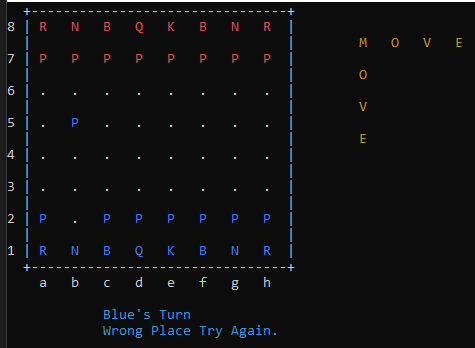 +--------------------------------+
8 | R N B Q K B N R |
7 | P P P P P P P P |
6 | . . . . . . . . |
5 | . P . . . . . . |
4 | . . . . . . . . |
3 | . . . . . . . . |
2 | P . P P P P P P |
1 | R N B Q K B N R |
+--------------------------------+
a b c d e f g h
M O V E
O
V
E
Blue's Turn
Wrong Place Try Again.